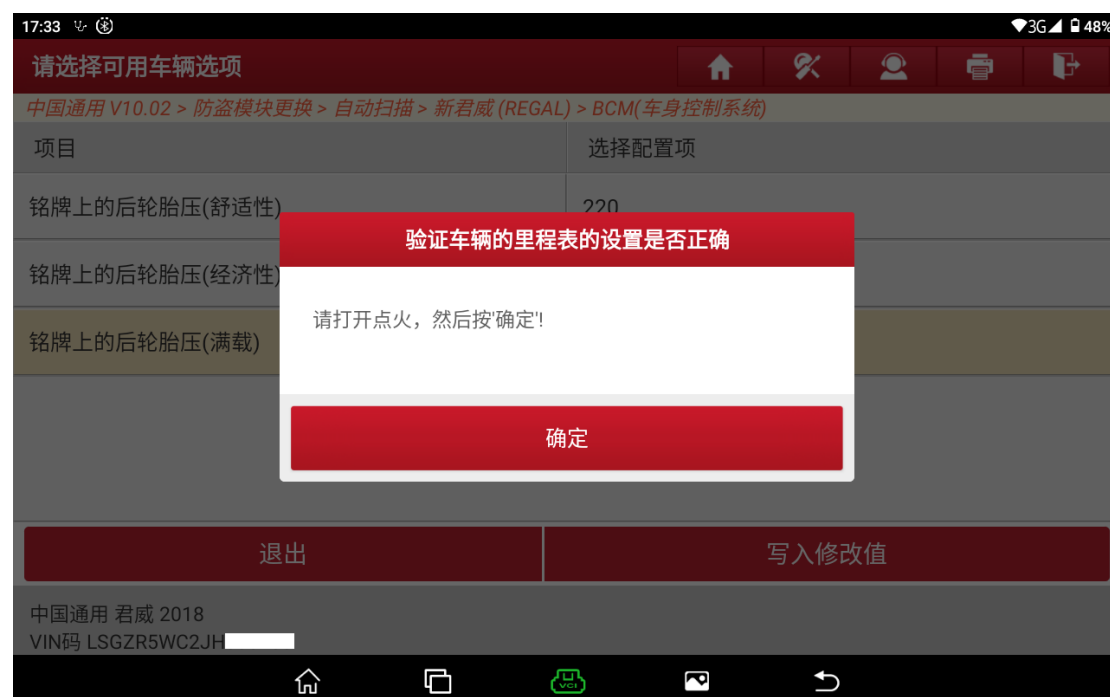 17:33 3G 48%
请选择可用车辆选项
中国通用 V10.02 > 防盗模块更换 > 自动扫描 > 新君威 (REGAL) > BCM(车身控制系统)
项目 选择配置项
铭牌上的后轮胎压(舒适性) 220
验证车辆的里程表的设置是否正确
铭牌上的后轮胎压(经济性)
请打开点火，然后按'确定'!
铭牌上的后轮胎压(满载)
确定
退出 写入修改值
中国通用 君威 2018
VIN码 LSGZR5WC2JH
VCI